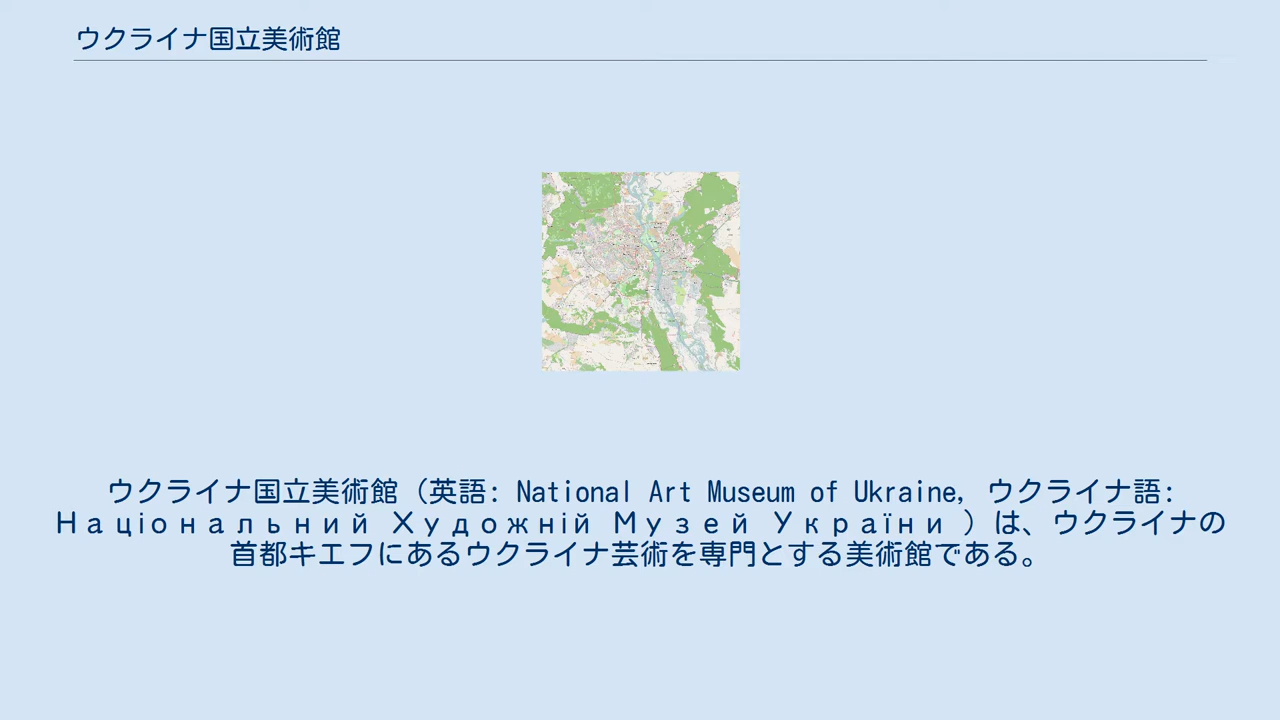 ウクライナ国立美術館
ウクライナ国立美術館（英語: National Art Museum of Ukraine, ウクライナ語:
Національний Художній Музей України）は、ウクライナの
首都キエフにあるウクライナ芸術を専門とする美術館である。